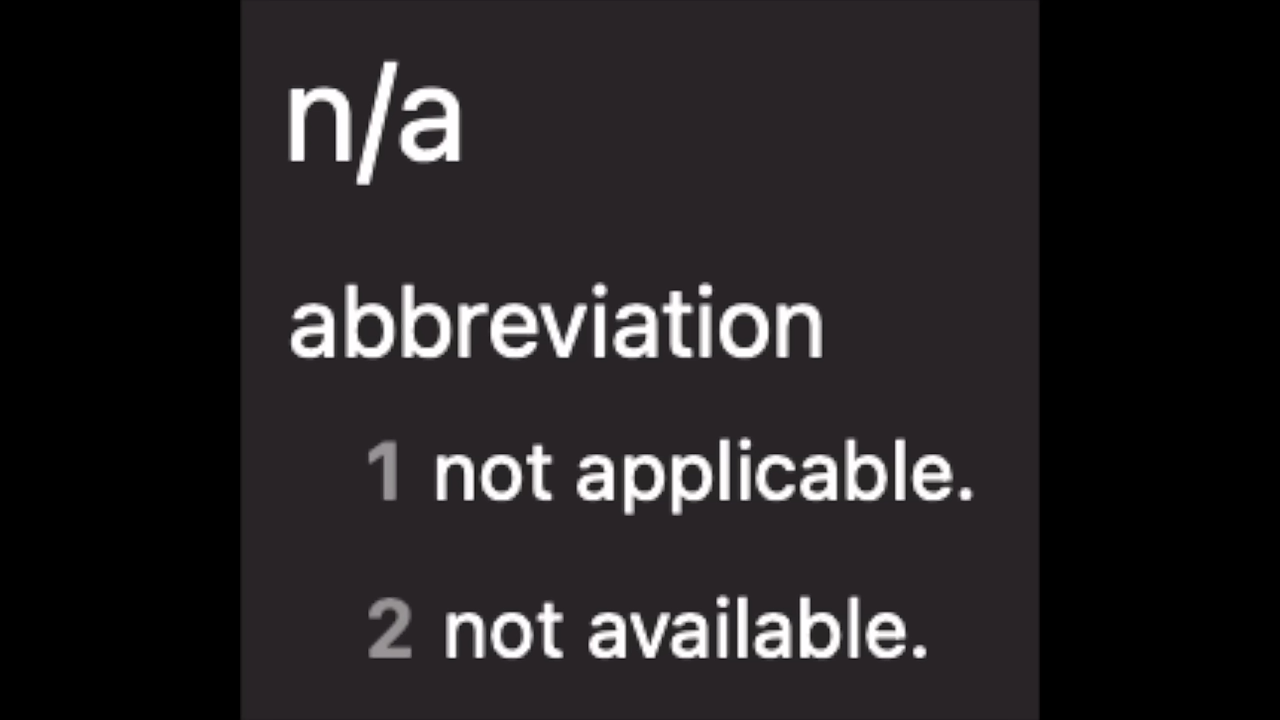 n/a
abbreviation
1 not applicable.
2 not available.